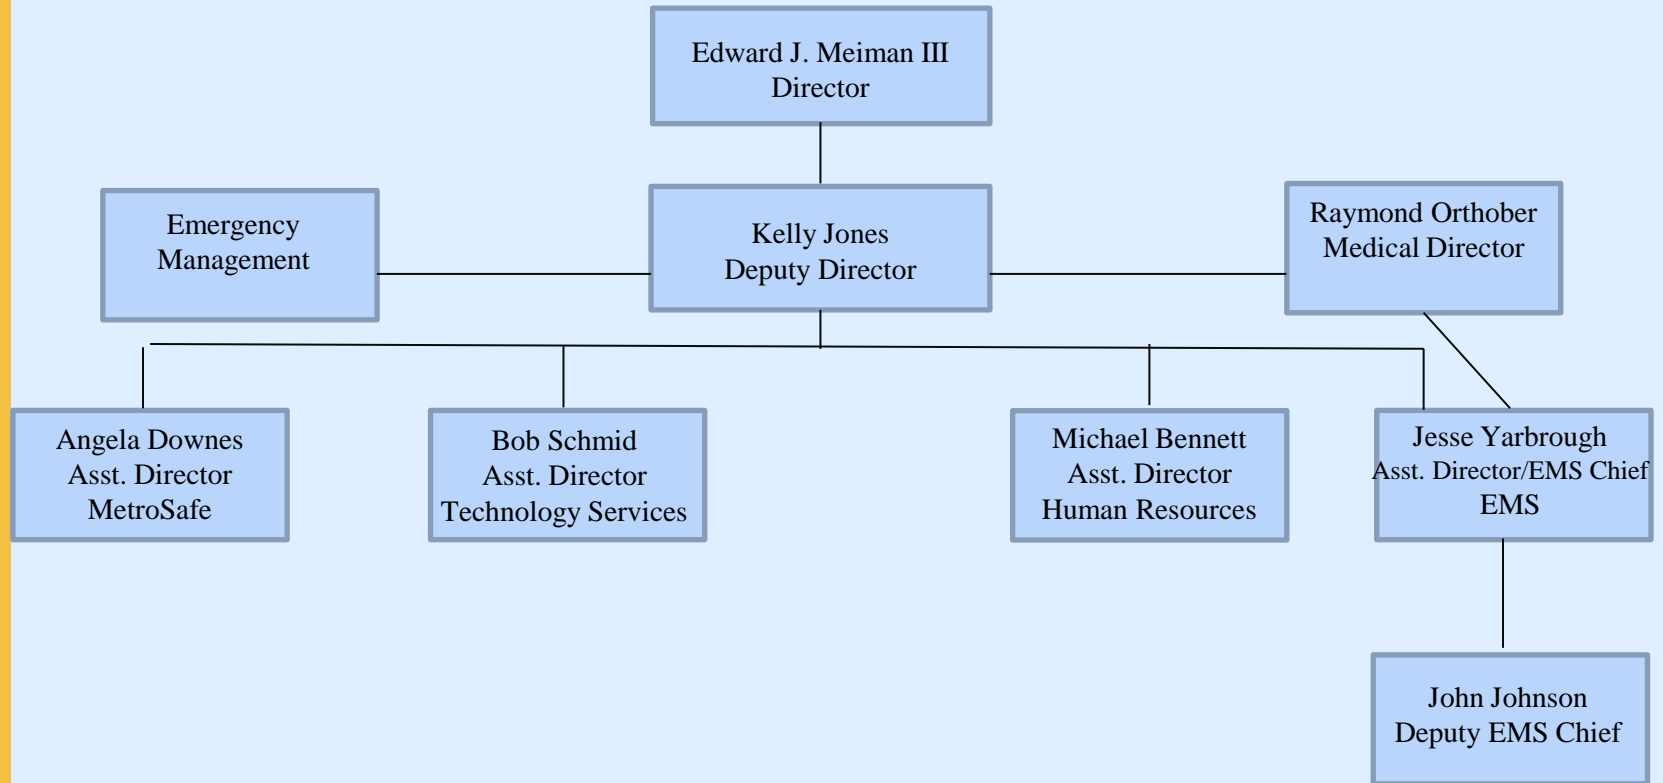 Edward J. Meiman III
Director
Emergency
Management
Kelly Jones
Deputy Director
Raymond Orthober
Medical Director
Angela Downes
Asst. Director
MetroSafe
Bob Schmid
Asst. Director
Technology Services
Michael Bennett
Asst. Director
Human Resources
Jesse Yarbrough
Asst. Director/EMS Chief
EMS
John Johnson
Deputy EMS Chief